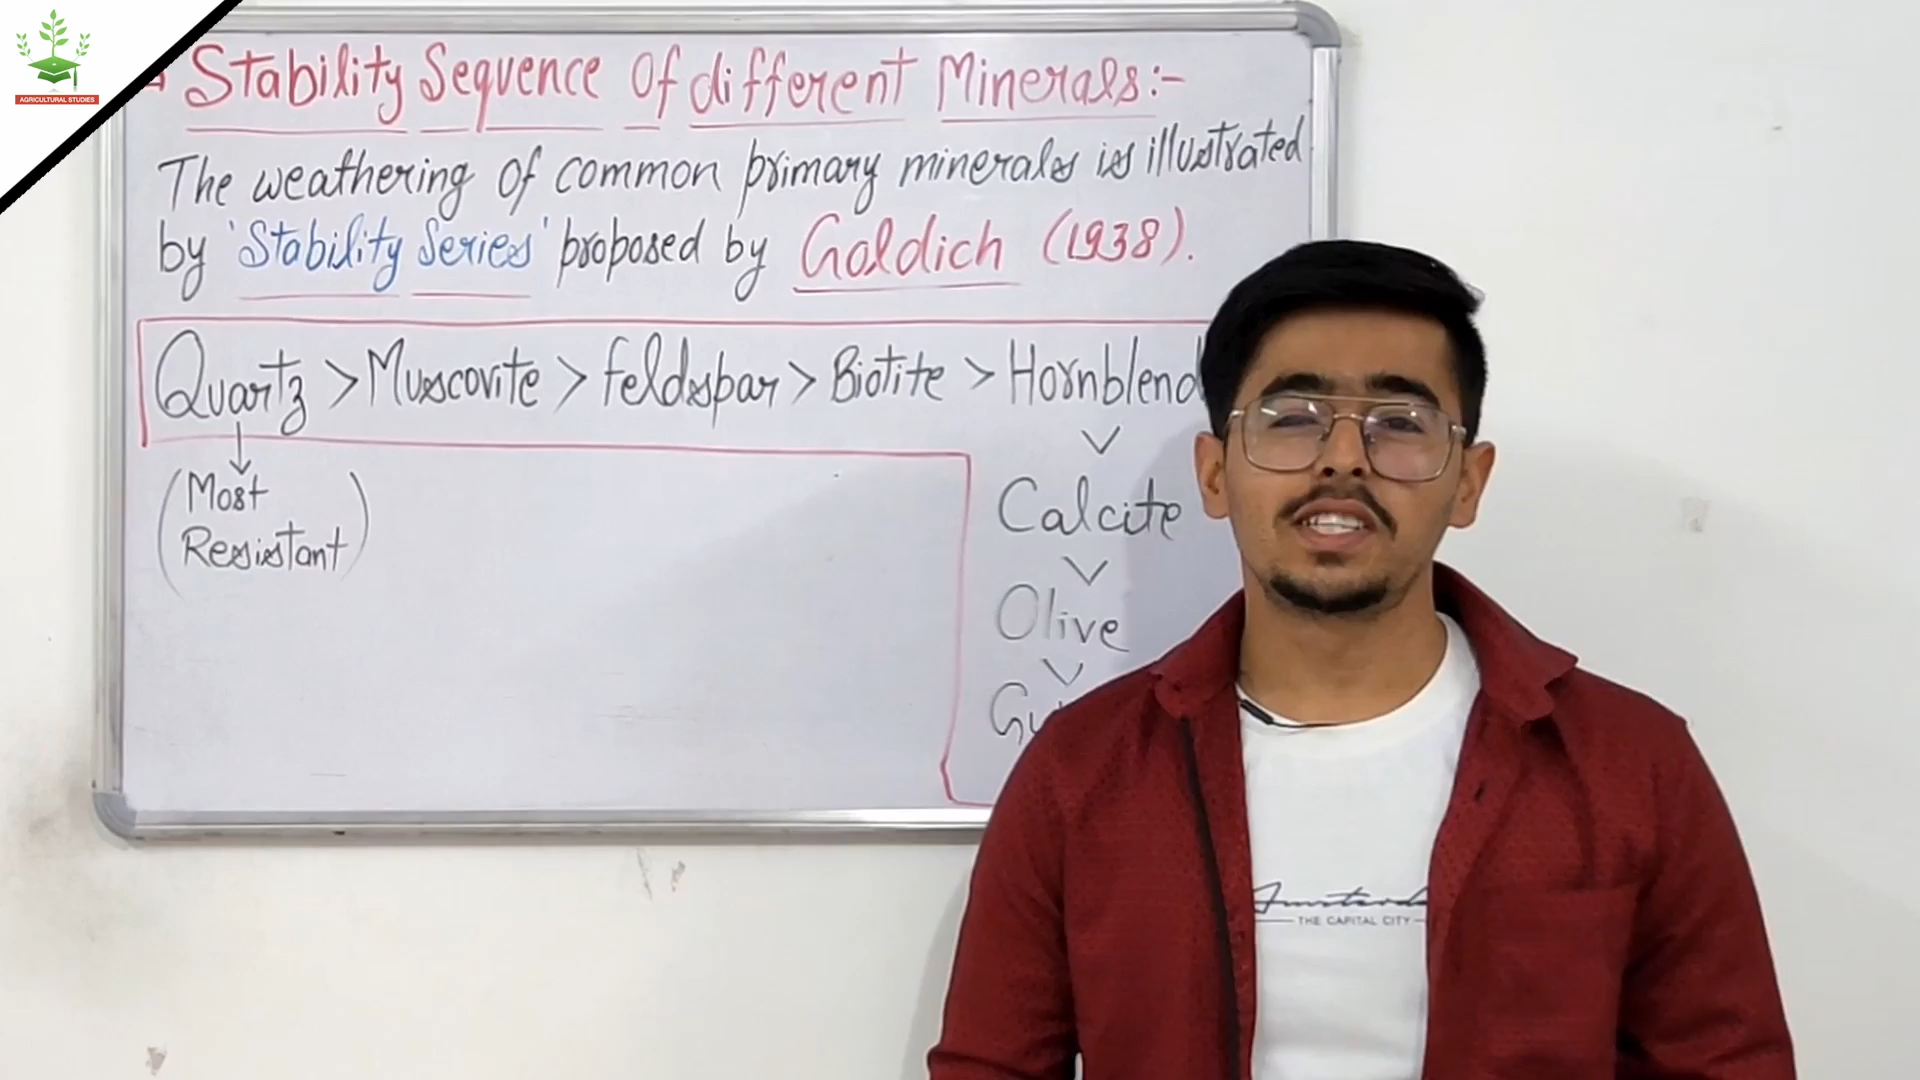 AGRICULTURAL STUDIES
Stability Sequence Of different Minerals:-
The weathering of common primary minerals is illustrated
by 'Stability Series' proposed by Goldich (1938).
Quartz > Muscovite > feldspar > Biotite > Hornblend
(Most
Resistant)
>
Calcite
>
Olive
>
THE CAPITAL CITY